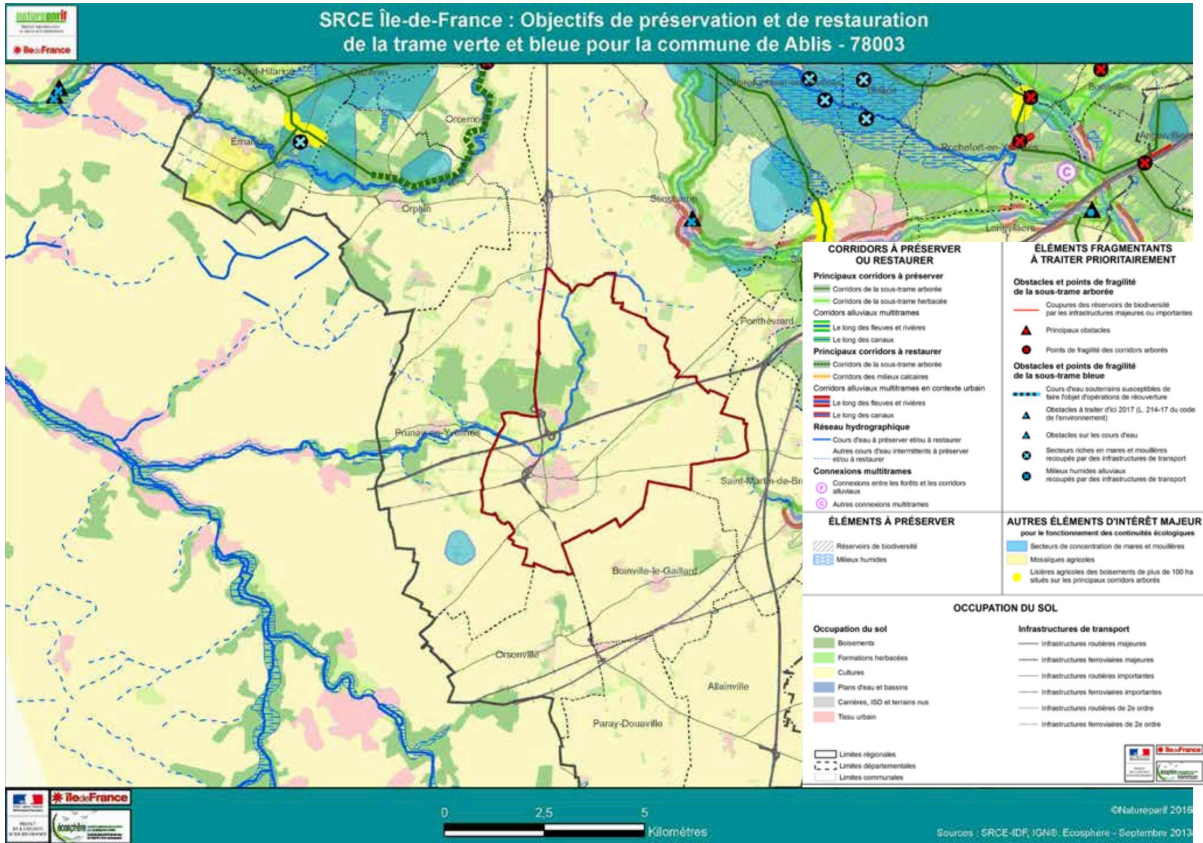 natureparif
îledeFrance
SRCE Île-de-France : Objectifs de préservation et de restauration
de la trame verte et bleue pour la commune de Ablis - 78003
Orphin
Longvilliers
Ponthévrard
Prunay-en-Yvelines
Boinville-le-Gaillard
Orsonville
Allainville
Paray-Douaville
CORRIDORS À PRÉSERVER
OU RESTAURER
Principaux corridors à préserver
Corridors de la sous-trame arborée
Corridors de la sous-trame herbacée
Corridors alluviaux multitrames
Le long des fleuves et rivières
Le long des canaux
Principaux corridors à restaurer
Corridors de la sous-trame arborée
Corridors des milieux calcaires
Corridors alluviaux multitrames en contexte urbain
Le long des fleuves et rivières
Le long des canaux
Réseau hydrographique
Cours d'eau à préserver et/ou à restaurer
Autres cours d'eau intermittents à préserver
et/ou à restaurer
Connexions multitrames
F
Connexions entre les forêts et les corridors
alluviaux
C
Autres connexions multitrames
ÉLÉMENTS FRAGMENTANTS
À TRAITER PRIORITAIREMENT
Obstacles et points de fragilité
de la sous-trame arborée
Coupures des réservoirs de biodiversité
par les infrastructures majeures ou importantes
Principaux obstacles
Points de fragilité des corridors arborés
Obstacles et points de fragilité
de la sous-trame bleue
Cours d'eau souterrains susceptibles de
faire l'objet d'opérations de réouverture
Obstacles à traiter d'ici 2017 (L. 214-17 du code
de l'environnement)
Obstacles sur les cours d'eau
Secteurs riches en mares et mouillères
recoupés par des infrastructures de transport
Milieux humides alluviaux
recoupés par des infrastructures de transport
ÉLÉMENTS À PRÉSERVER
Réservoirs de biodiversité
Milieux humides
AUTRES ÉLÉMENTS D'INTÉRÊT MAJEUR
pour le fonctionnement des continuités écologiques
Secteurs de concentration de mares et mouillères
Mosaïques agricoles
Lisières agricoles des boisements de plus de 100 ha
situés sur les principaux corridors arborés
OCCUPATION DU SOL
Occupation du sol
Boisements
Formations herbacées
Cultures
Plans d'eau et bassins
Carrières, ISD et terrains nus
Tissu urbain
Infrastructures de transport
Infrastructures routières majeures
Infrastructures ferroviaires majeures
Infrastructures routières importantes
Infrastructures ferroviaires importantes
Infrastructures routières de 2e ordre
Infrastructures ferroviaires de 2e ordre
Limites régionales
Limites départementales
Limites communales
îledeFrance
îledeFrance
écosphère
0 2,5 5
Kilomètres
©Natureparif 2016
Sources : SRCE-IDF, IGN®, Ecosphère - Septembre 2013